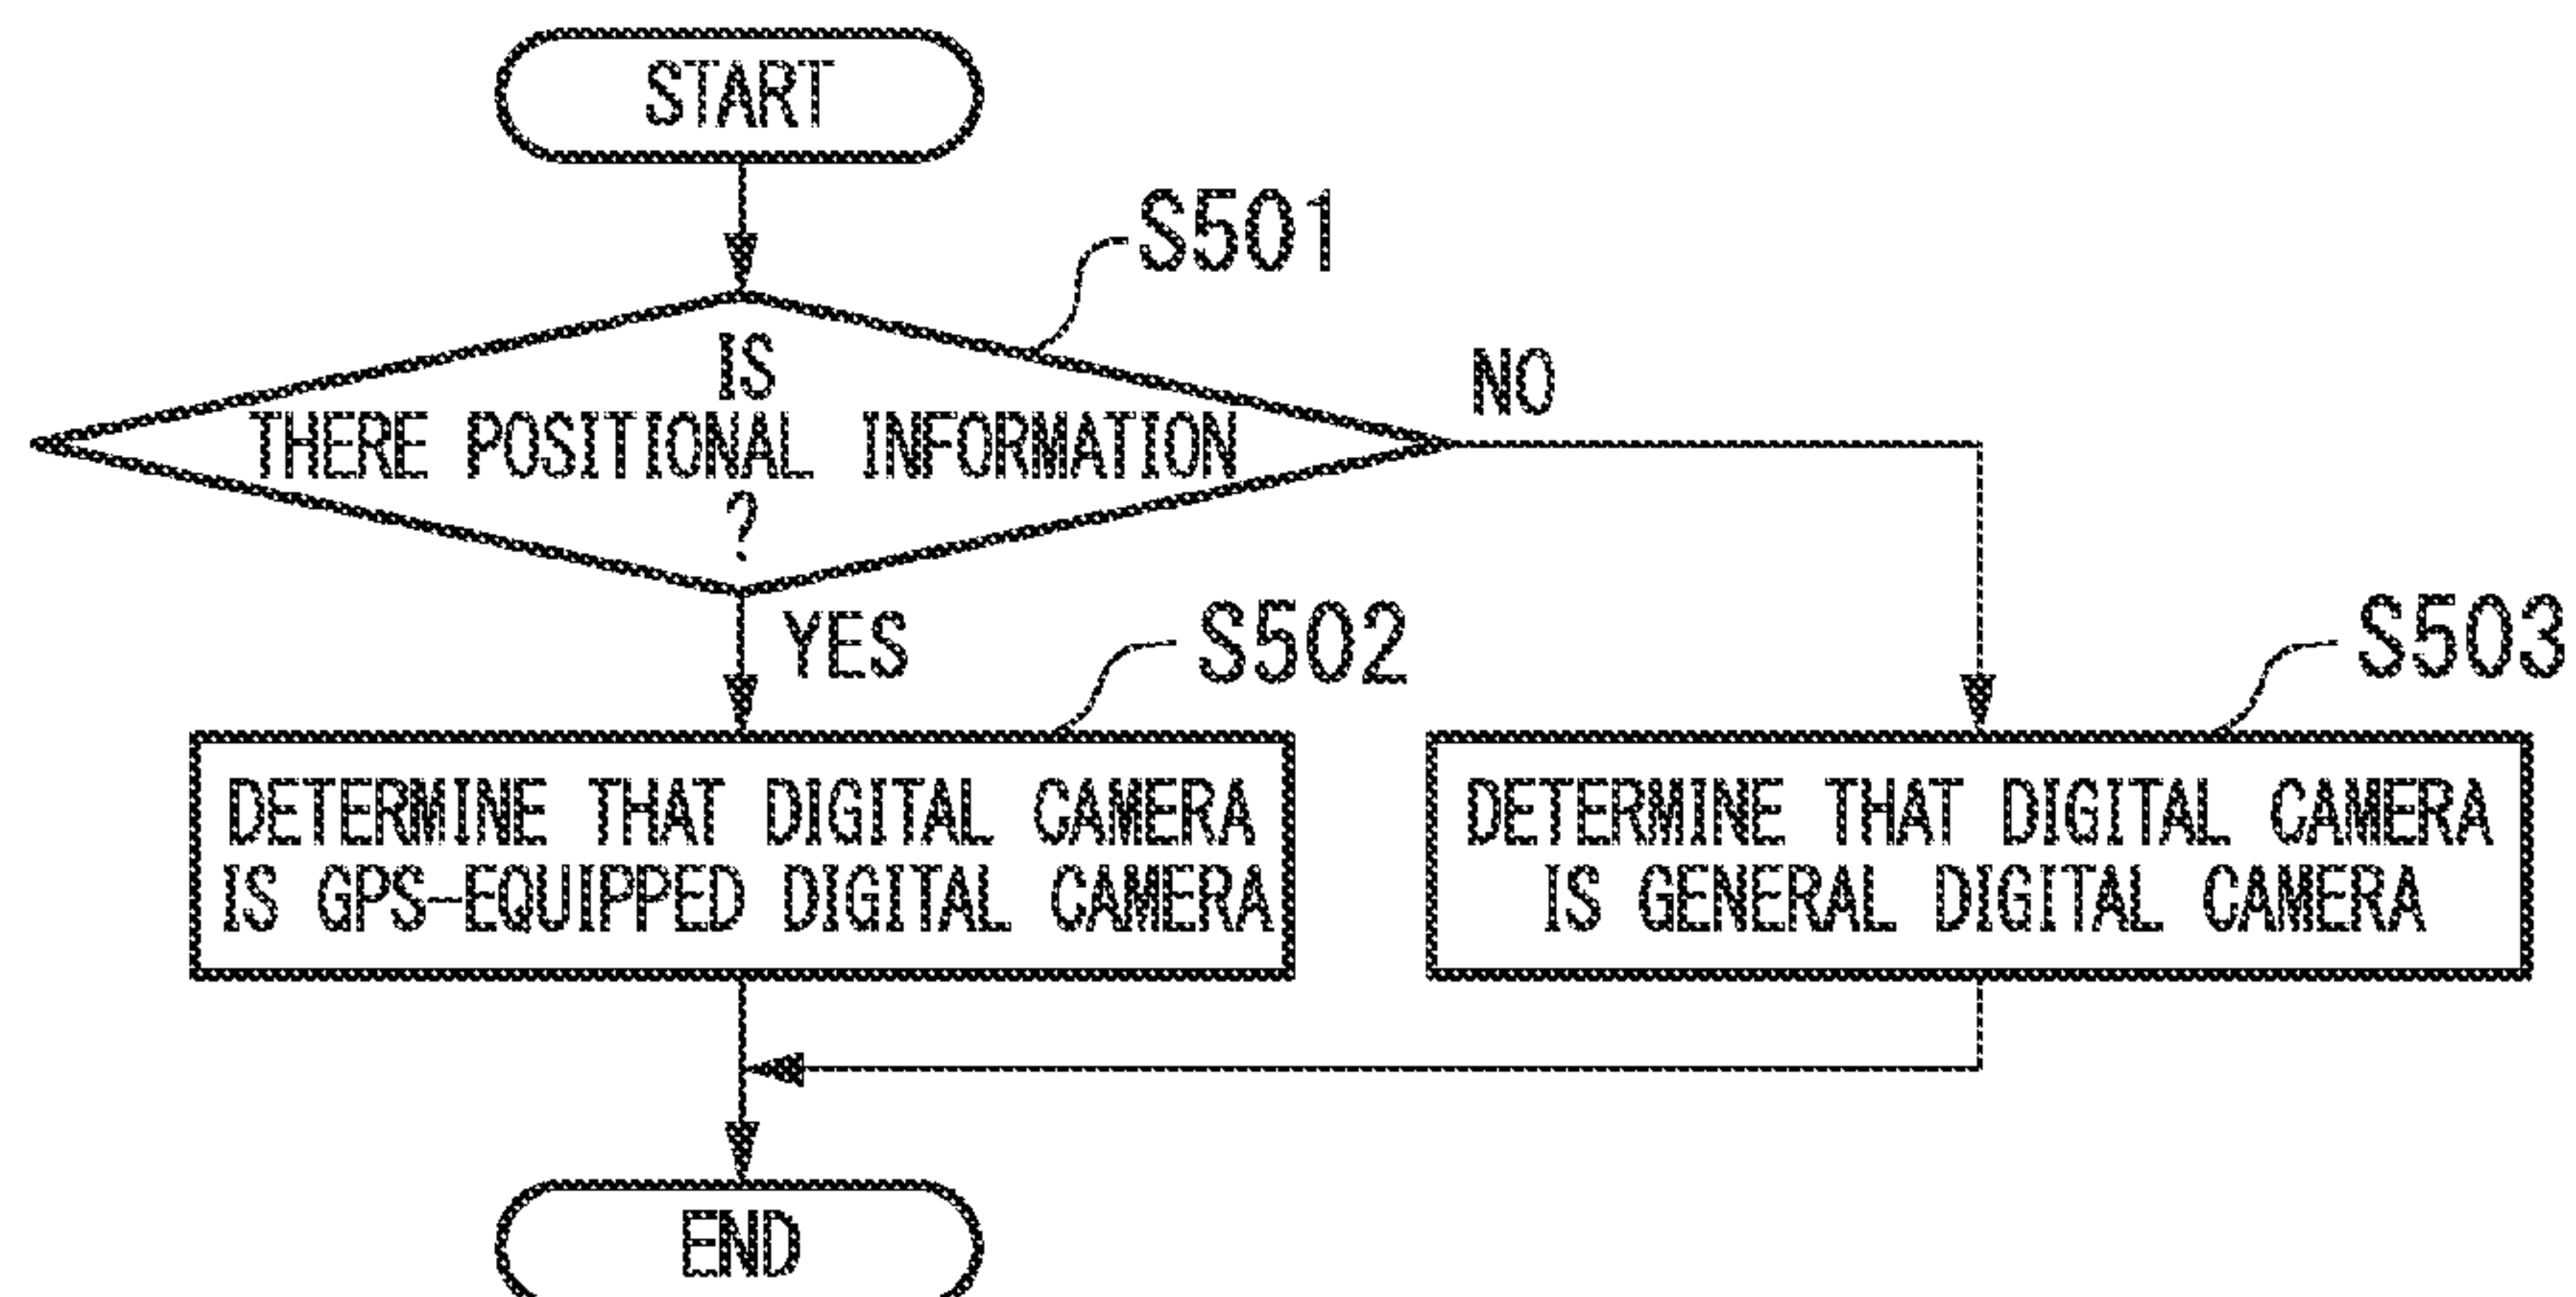 START
S501
IS
THERE POSITIONAL INFORMATION
?
NO
YES
S502
S503
DETERMINE THAT DIGITAL CAMERA
IS GPS-EQUIPPED DIGITAL CAMERA
DETERMINE THAT DIGITAL CAMERA
IS GENERAL DIGITAL CAMERA
END